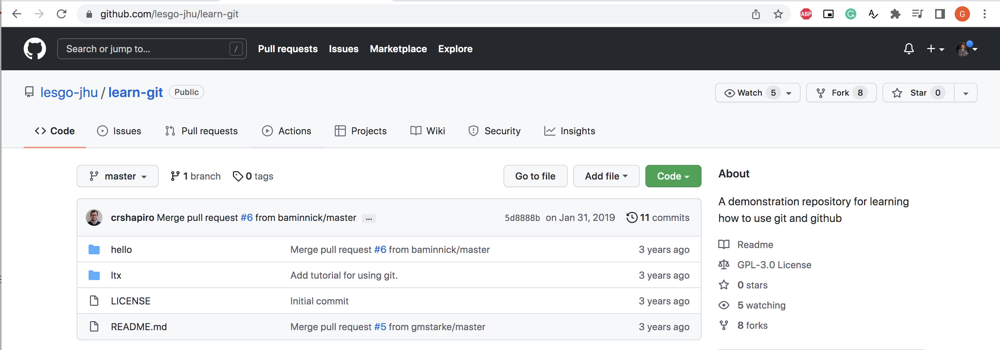 github.com/lesgo-jhu/learn-git
ABP
G
G
Search or jump to...
/
Pull requests
Issues
Marketplace
Explore
lesgo-jhu / learn-git
Public
Watch 5
Fork 8
Star 0
Code
Issues
Pull requests
Actions
Projects
Wiki
Security
Insights
master
1 branch
0 tags
Go to file
Add file
Code
About
A demonstration repository for learning
how to use git and github
crshapiro Merge pull request #6 from baminnick/master ...
5d8888b on Jan 31, 2019
11 commits
hello Merge pull request #6 from baminnick/master 3 years ago
ltx Add tutorial for using git. 3 years ago
LICENSE Initial commit 3 years ago
README.md Merge pull request #5 from gmstarke/master 3 years ago
Readme
GPL-3.0 License
0 stars
5 watching
8 forks